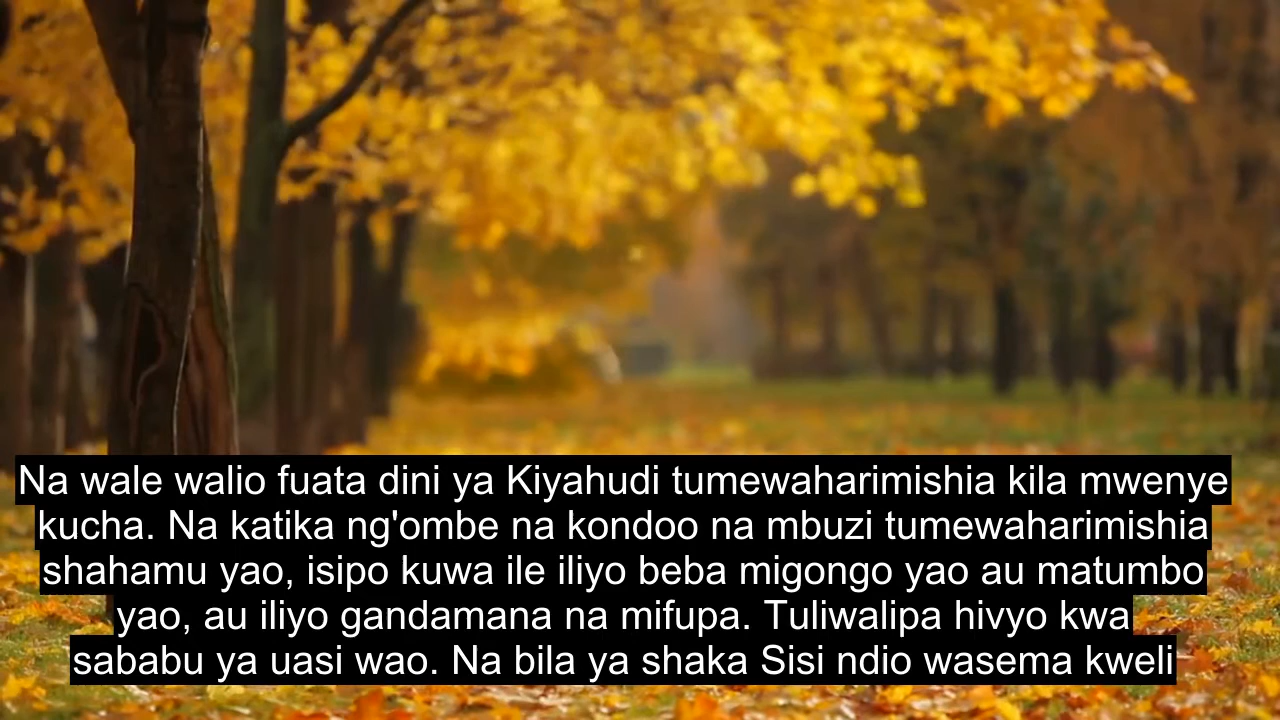 Na wale walio fuata dini ya Kiyahudi tumewaharimishia kila mwenye
kucha. Na katika ng'ombe na kondoo na mbuzi tumewaharimishia
shahamu yao, isipo kuwa ile iliyo beba migongo yao au matumbo
yao, au iliyo gandamana na mifupa. Tuliwalipa hivyo kwa
sababu ya uasi wao. Na bila ya shaka Sisi ndio wasema kweli